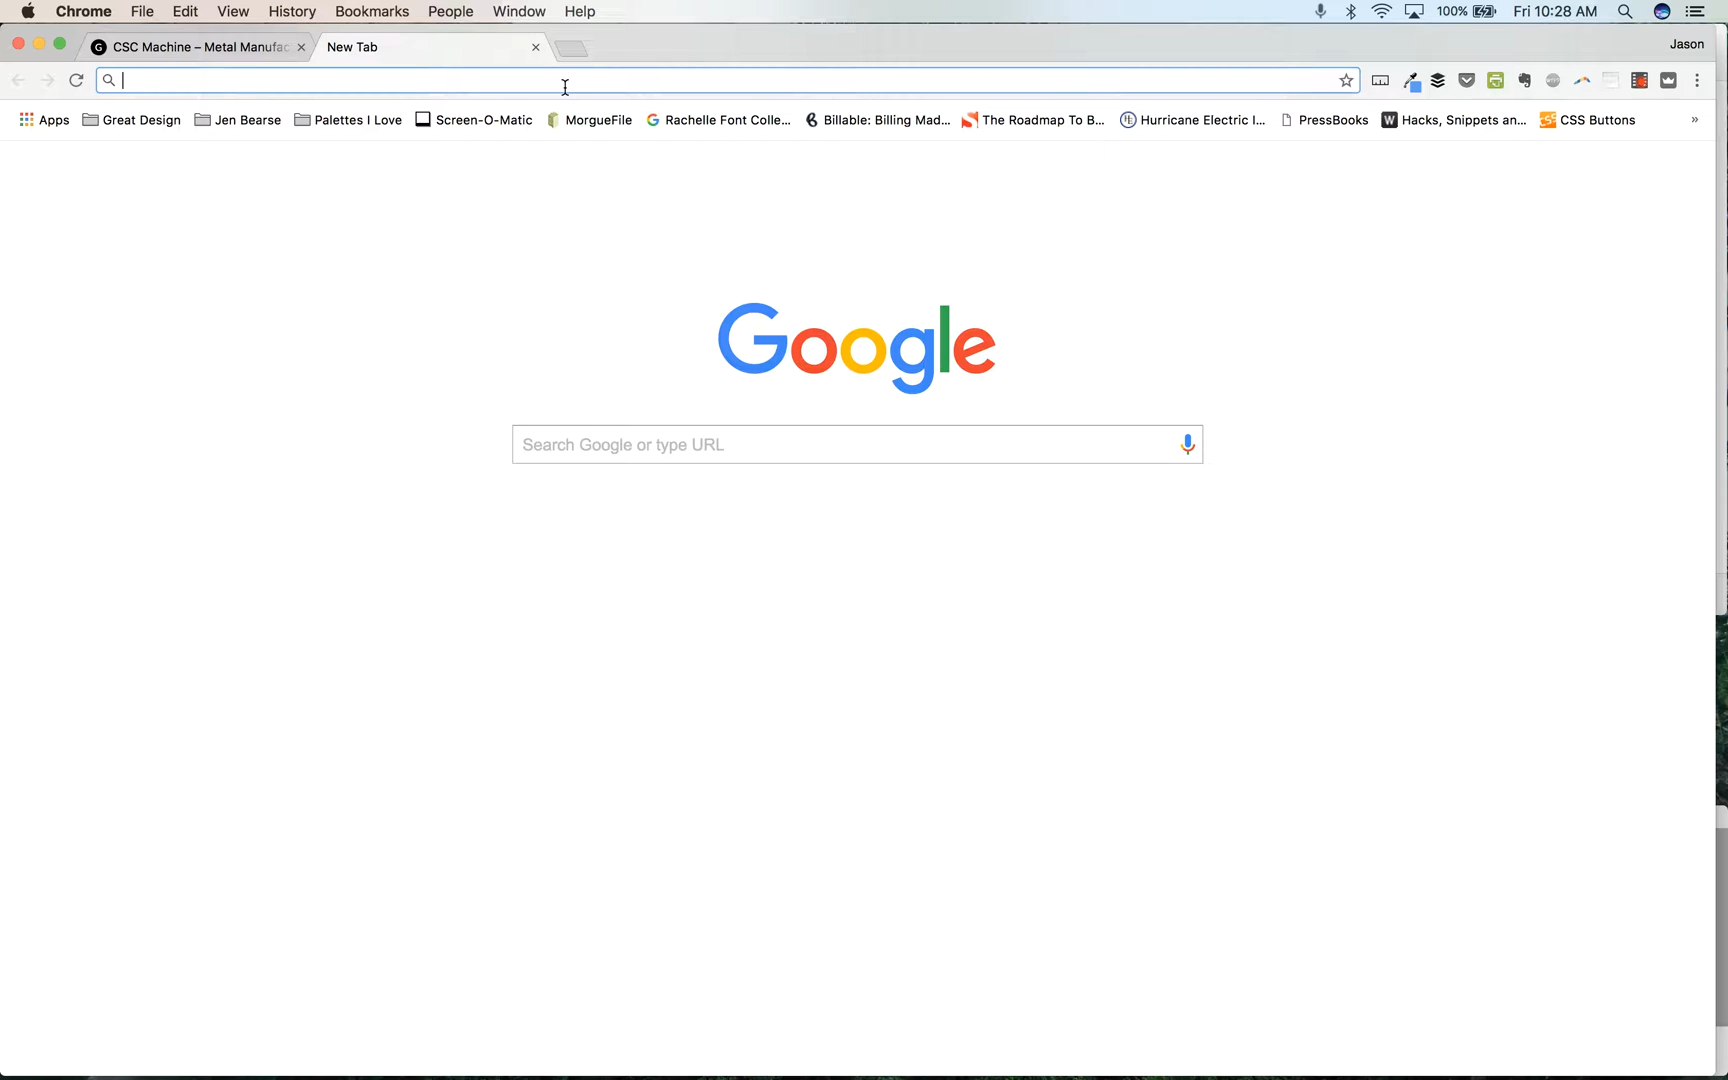 Chrome File Edit View History Bookmarks People Window Help 100% Fri 10:28 AM
CSC Machine – Metal Manufac New Tab Jason
Apps Great Design Jen Bearse Palettes I Love Screen-O-Matic MorgueFile Rachelle Font Colle... Billable: Billing Mad... The Roadmap To B... Hurricane Electric I... PressBooks Hacks, Snippets an... CSS Buttons »
Google
Search Google or type URL